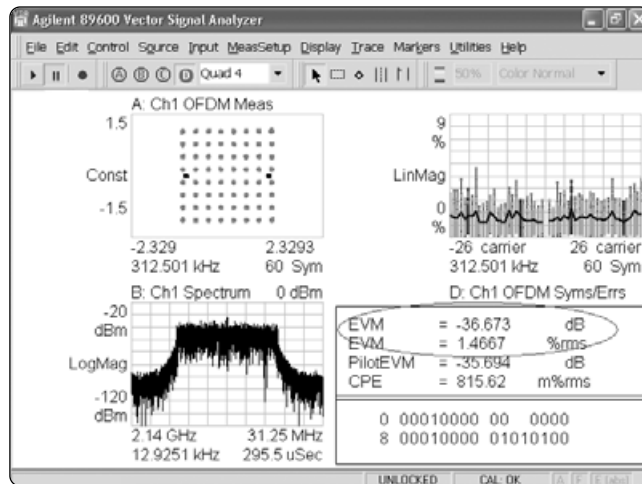 Agilent 89600 Vector Signal Analyzer
File Edit Control Source Input MeasSetup Display Trace Markers Utilities Help
A B C D Quad 4 50% Color Normal
A: Ch1 OFDM Meas
1.5
Const
-1.5
-2.329 2.3293
312.501 kHz 60 Sym
9
%
LinMag
0
%
-26 carrier 26 carrier
312.501 kHz 60 Sym
B: Ch1 Spectrum 0 dBm
-20
dBm
LogMag
-120
dBm
2.14 GHz 31.25 MHz
12.9251 kHz 295.5 uSec
D: Ch1 OFDM Syms/Errs
EVM = -36.673 dB
EVM = 1.4667 %rms
PilotEVM = -35.694 dB
CPE = 815.62 m%rms
0 00010000 00 0000
8 00010000 01010100
UNLOCKED CAL: OK